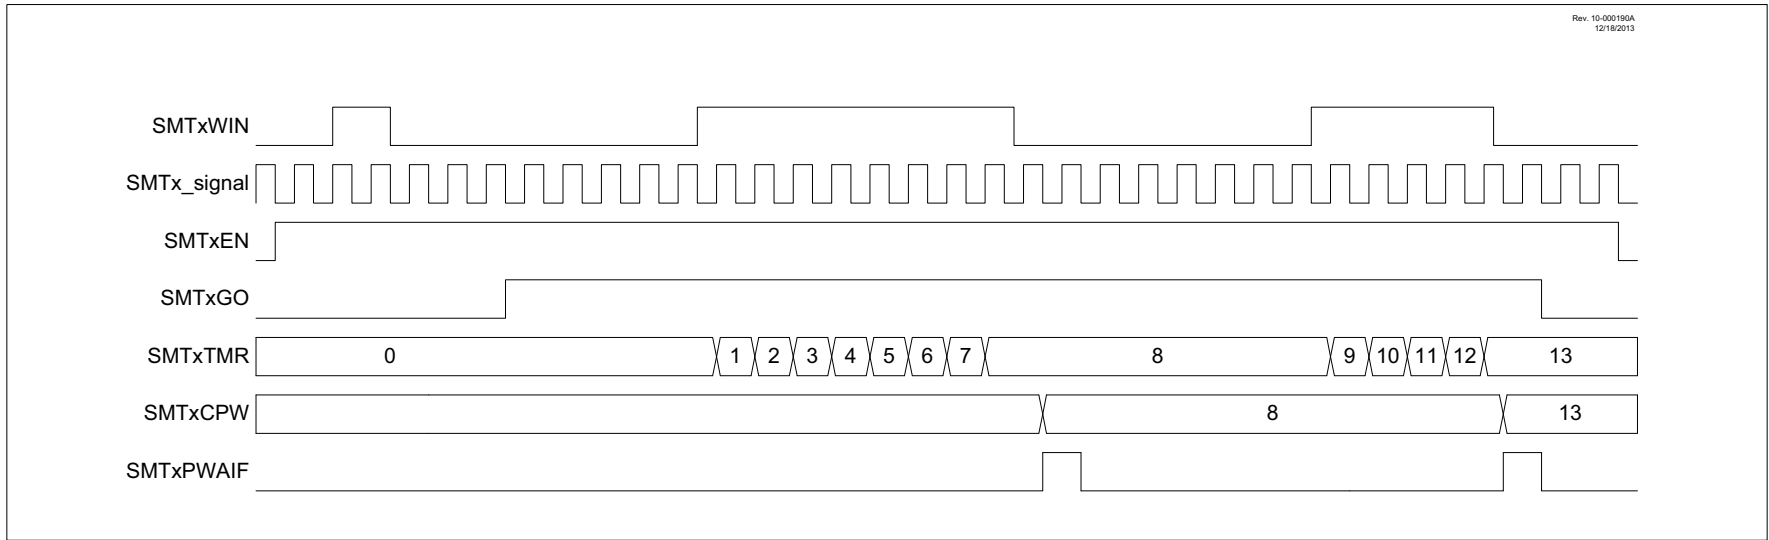 Rev. 10-000190A
12/18/2013
SMTxWIN
SMTx_signal
SMTxEN
SMTxGO
SMTxTMR 0 1 2 3 4 5 6 7 8 9 10 11 12 13
SMTxCPW 8 13
SMTxPWAIF